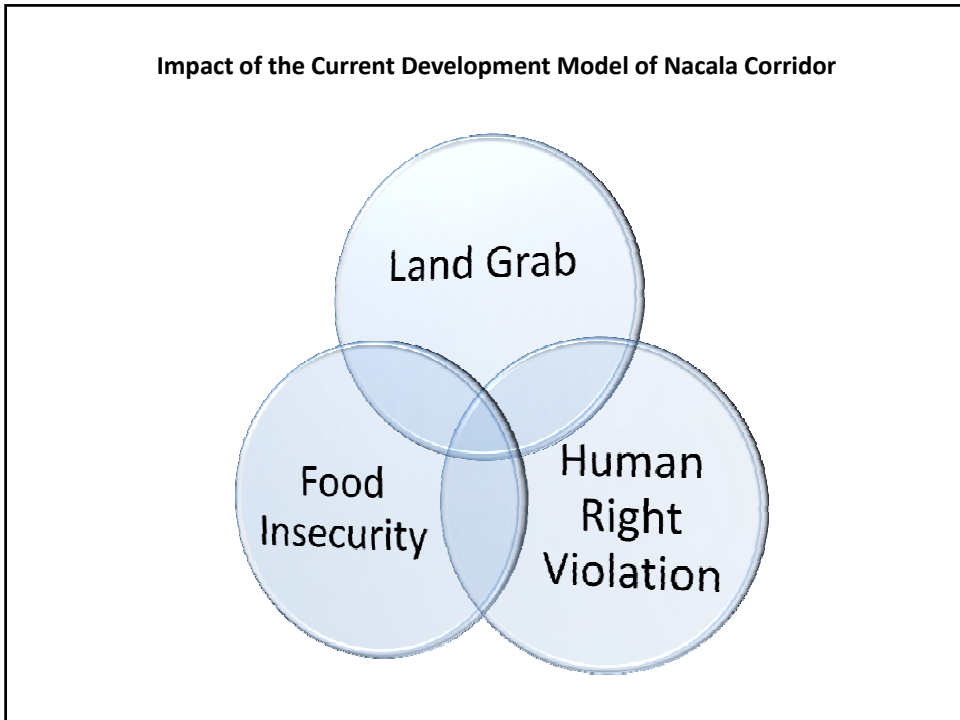 Impact of the Current Development Model of Nacala Corridor
Land Grab
Food
Insecurity
Human
Right
Violation